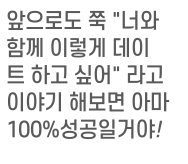 앞으로도 쭉 "너와
함께 이렇게 데이
트 하고 싶어" 라고
이야기 해보면 아마
100%성공일거야!